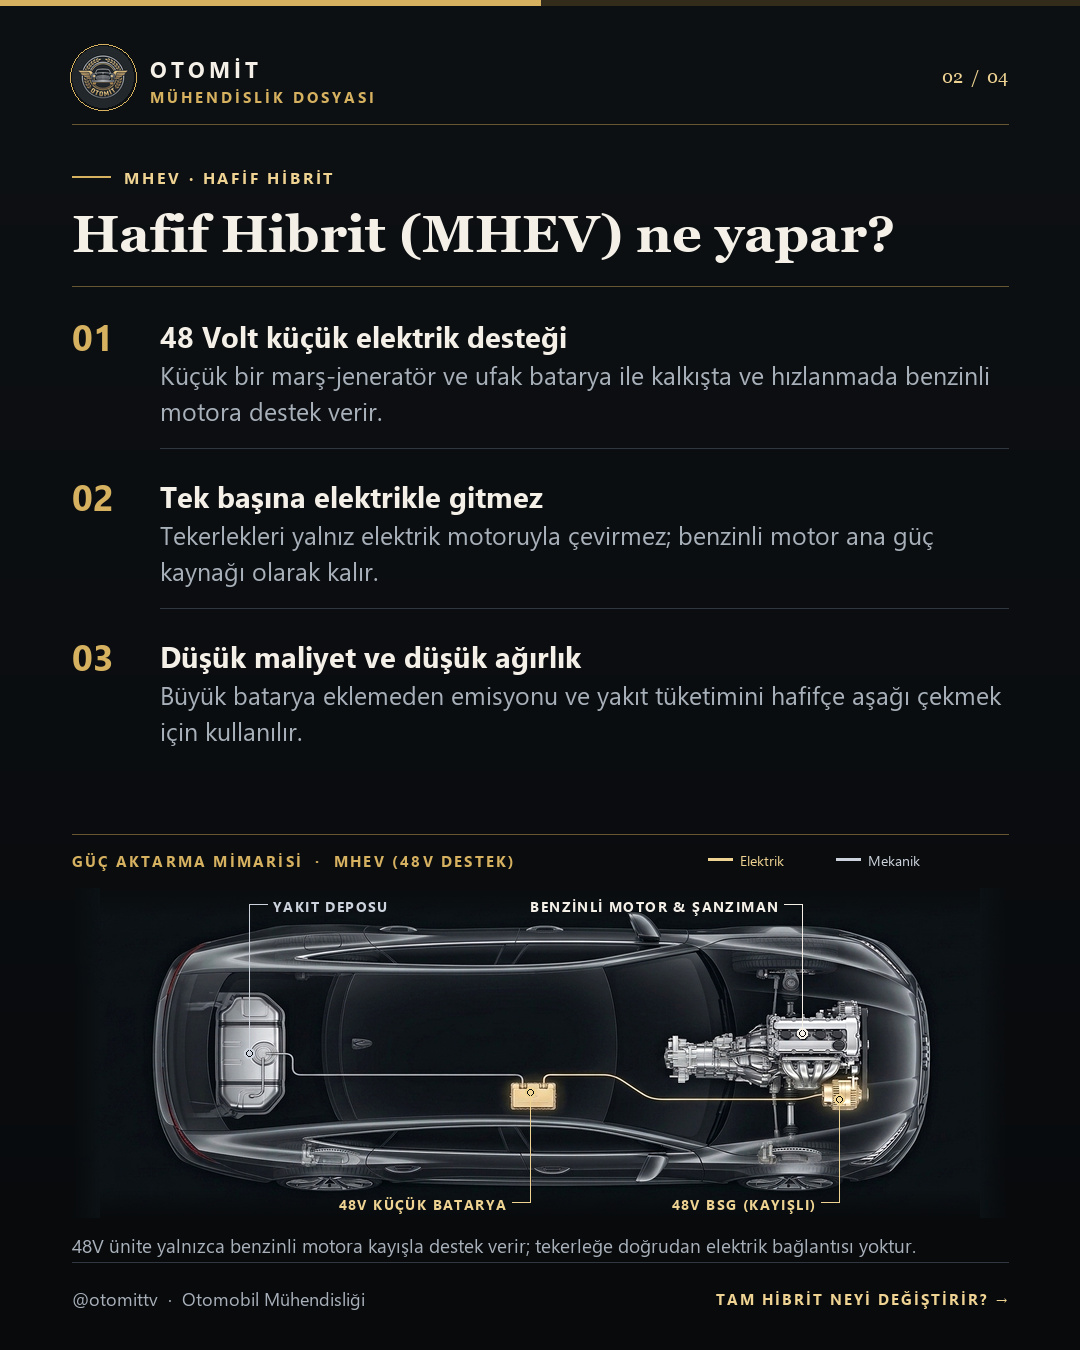 OTOMİT
OTOMİT
MÜHENDİSLİK DOSYASI
02 / 04
MHEV · HAFİF HİBRİT
Hafif Hibrit (MHEV) ne yapar?
01
48 Volt küçük elektrik desteği
Küçük bir marş-jeneratör ve ufak batarya ile kalkışta ve hızlanmada benzinli
motora destek verir.
02
Tek başına elektrikle gitmez
Tekerlekleri yalnız elektrik motoruyla çevirmez; benzinli motor ana güç
kaynağı olarak kalır.
03
Düşük maliyet ve düşük ağırlık
Büyük batarya eklemeden emisyonu ve yakıt tüketimini hafifçe aşağı çekmek
için kullanılır.
GÜÇ AKTARMA MİMARİSİ · MHEV (48V DESTEK)
Elektrik
Mekanik
YAKIT DEPOSU
BENZİNLİ MOTOR & ŞANZIMAN
48V KÜÇÜK BATARYA
48V BSG (KAYIŞLI)
48V ünite yalnızca benzinli motora kayışla destek verir; tekerleğe doğrudan elektrik bağlantısı yoktur.
@otomittv · Otomobil Mühendisliği
TAM HİBRİT NEYİ DEĞİŞTİRİR? →